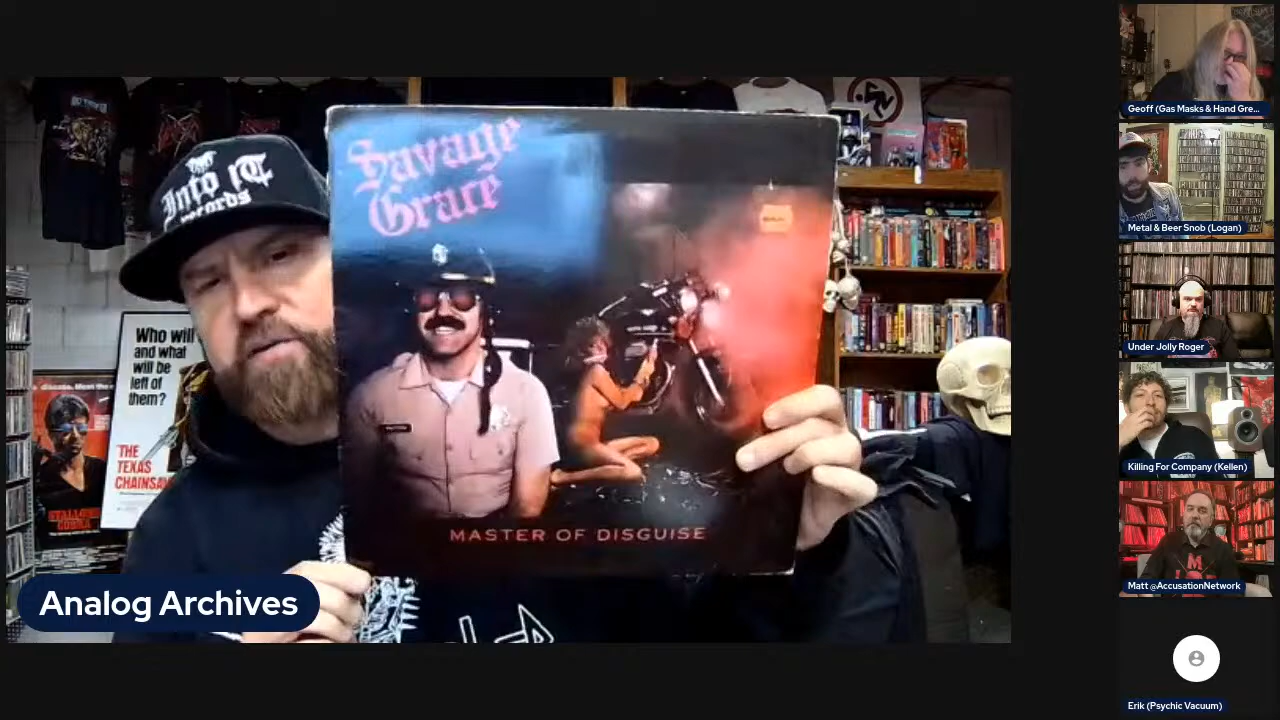 Savage
Grace
MASTER OF DISGUISE
Into It
records
Who will
and what
will be
left of
them?
THE
TEXAS
STALLONE
COBRA
Analog Archives
Geoff (Gas Masks & Hand Gre...
Metal & Beer Snob (Logan)
Under Jolly Roger
Killing For Company (Kellen)
Matt @AccusationNetwork
Erik (Psychic Vacuum)